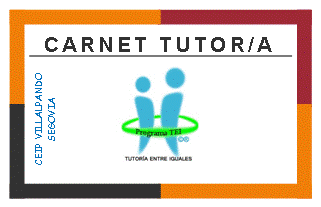 CARNET TUTOR/A
CEIP VILLALPANDO
SEGOVIA
Programa TEI
TUTORÍA ENTRE IGUALES